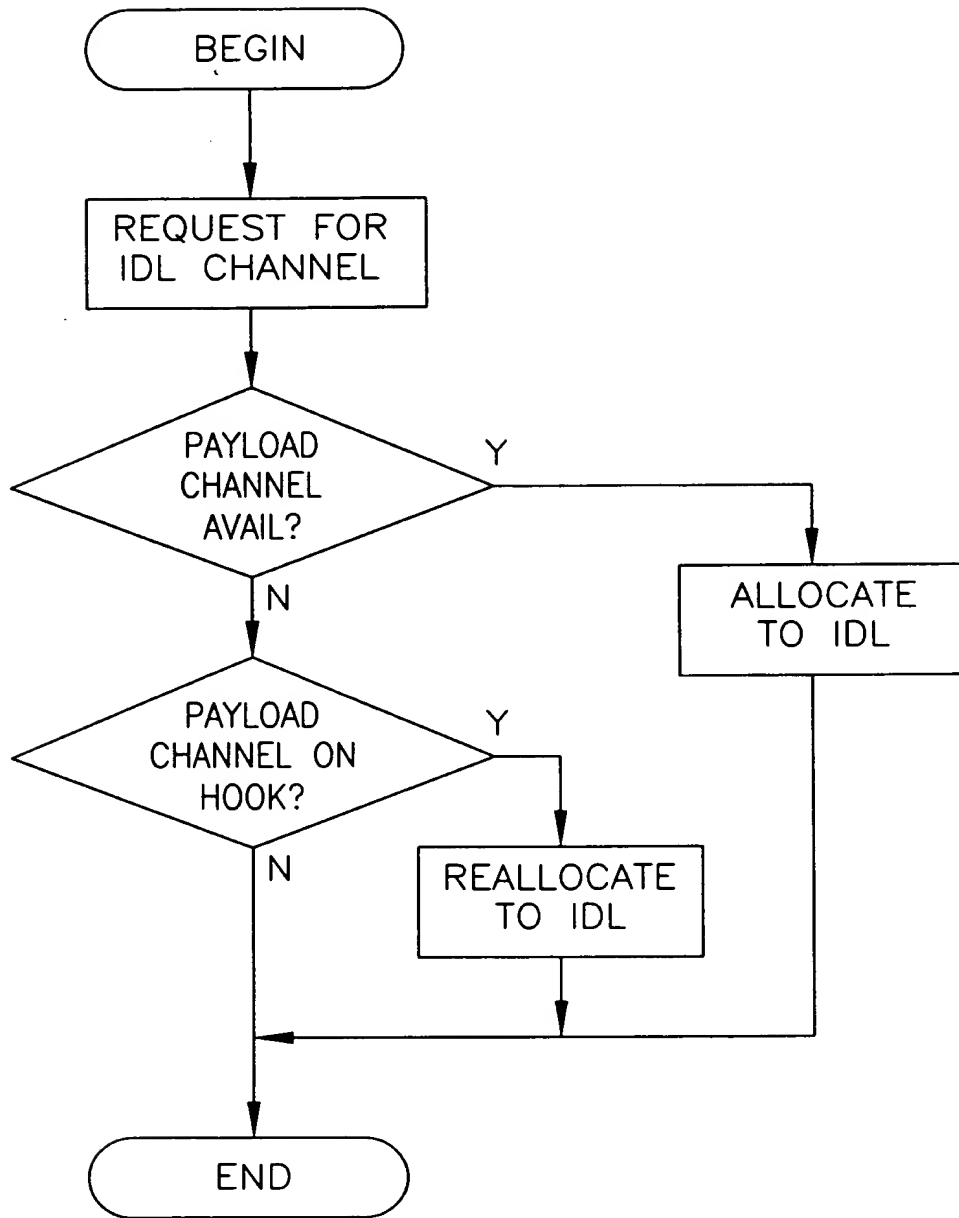 BEGIN
REQUEST FOR
IDL CHANNEL
PAYLOAD
CHANNEL
AVAIL?
Y
N
ALLOCATE
TO IDL
PAYLOAD
CHANNEL ON
HOOK?
Y
N
REALLOCATE
TO IDL
END